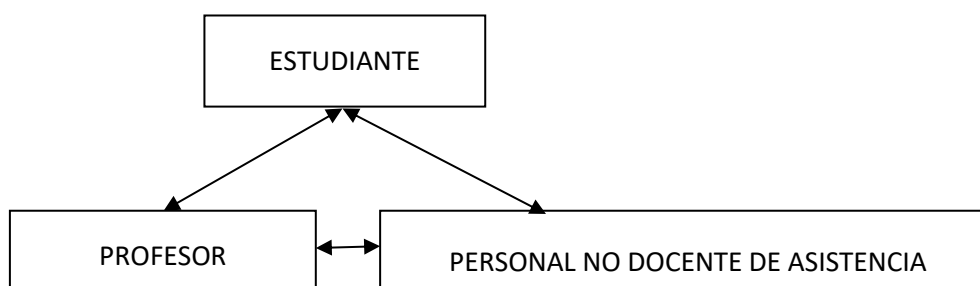 ESTUDIANTE
PROFESOR
PERSONAL NO DOCENTE DE ASISTENCIA